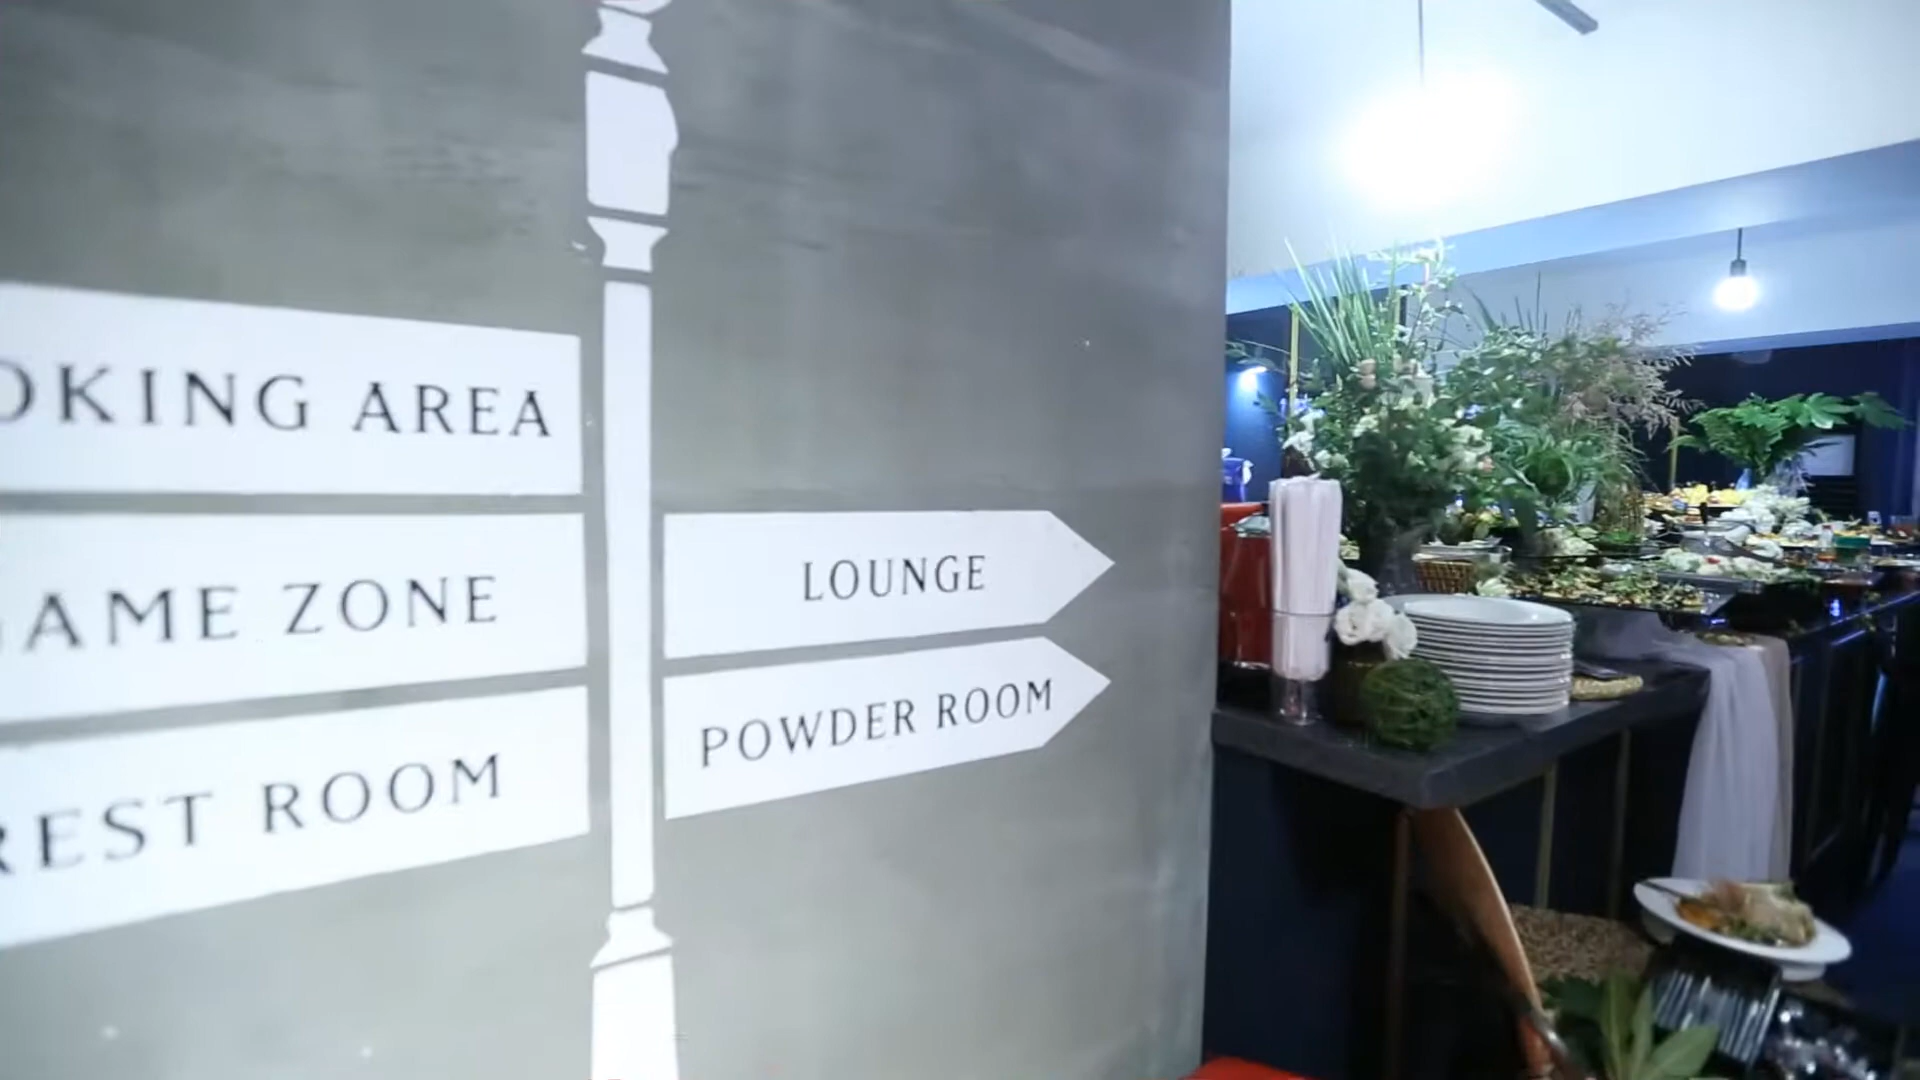 OKING AREA
AME ZONE
REST ROOM
LOUNGE
POWDER ROOM